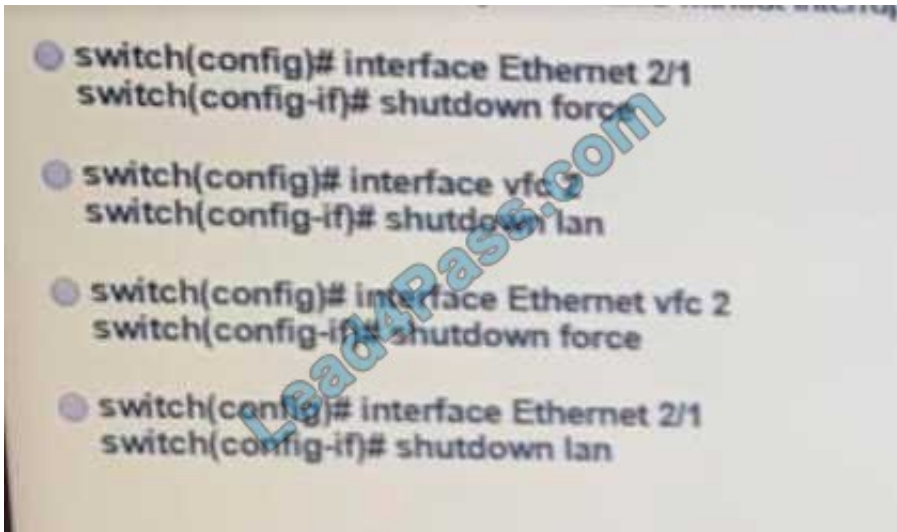 switch(config)# interface Ethernet 2/1
switch(config-if)# shutdown force
switch(config)# interface vfc 2
switch(config-if)# shutdown lan
switch(config)# interface Ethernet vfc 2
switch(config-if)# shutdown force
switch(config)# interface Ethernet 2/1
switch(config-if)# shutdown lan
Lead4Pass.com